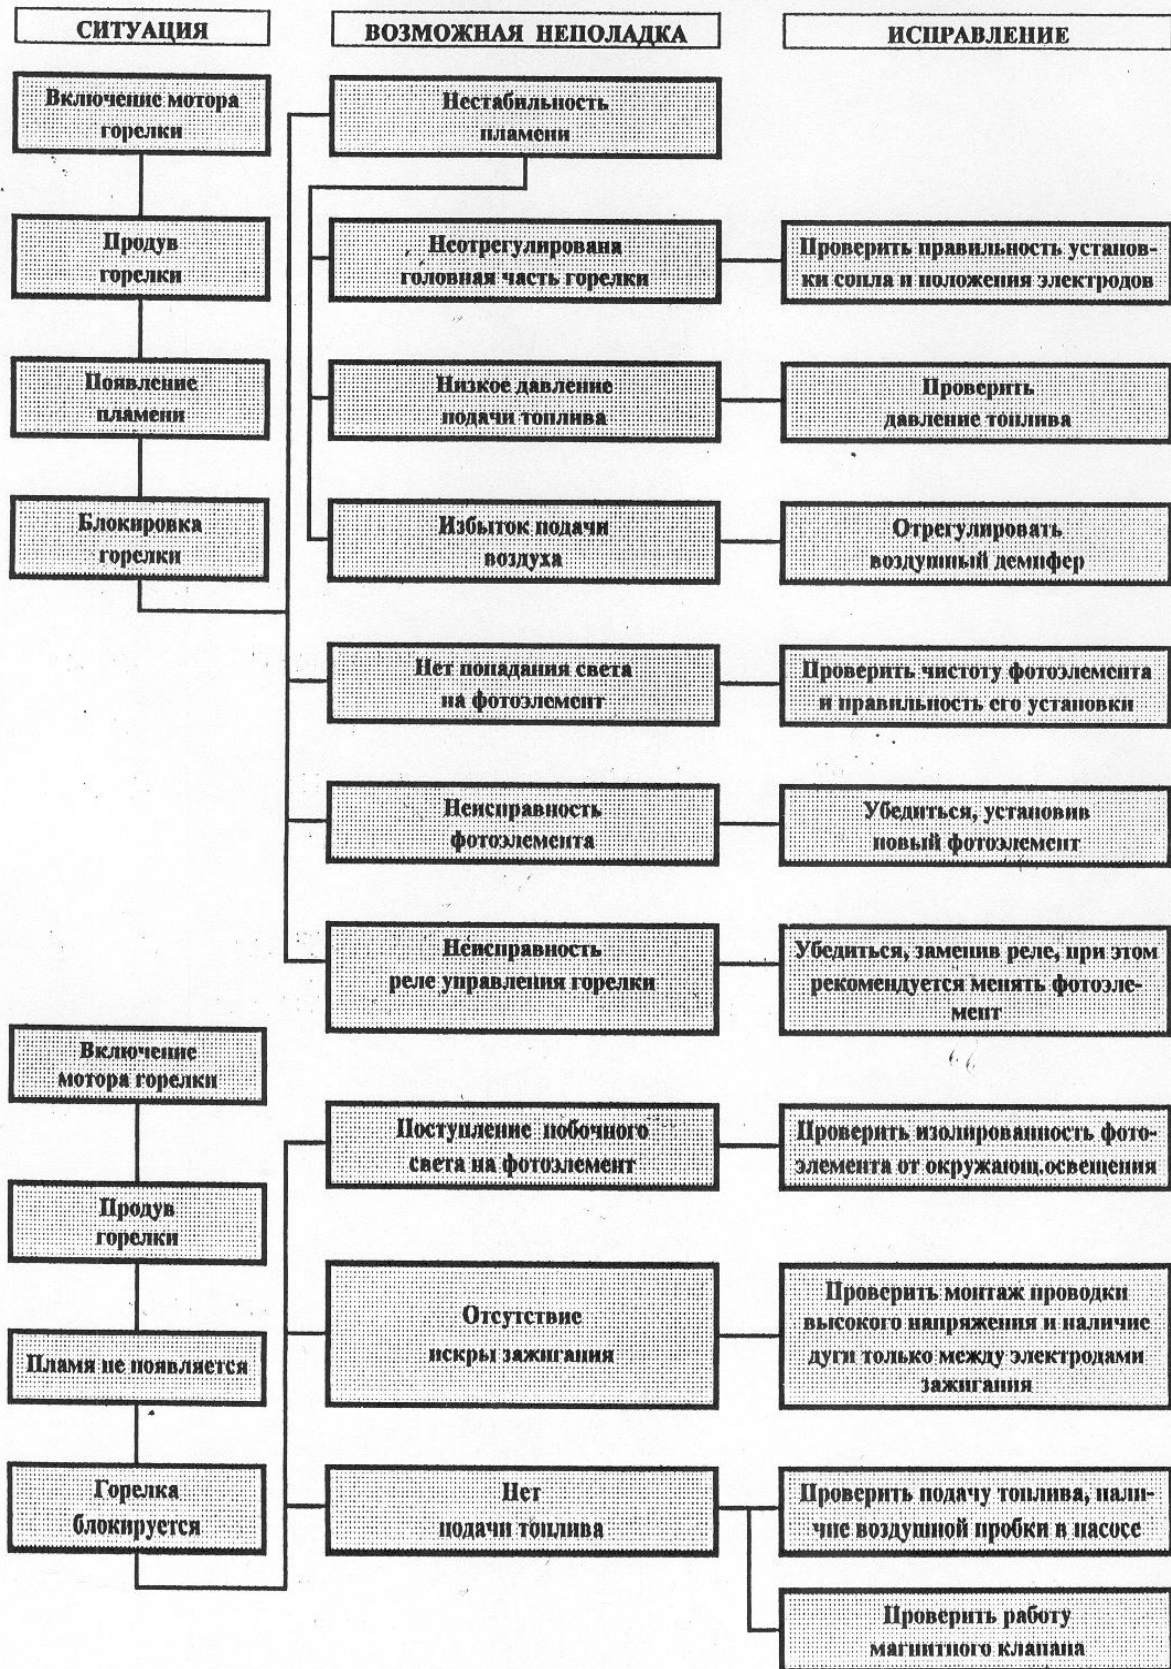 СИТУАЦИЯ
ВОЗМОЖНАЯ НЕПОЛАДКА
ИСПРАВЛЕНИЕ
Включение мотора
горелки
Продув
горелки
Появление
пламени
Блокировка
горелки
Нестабильность
пламени
Неотрегулирована
головная часть горелки
Проверить правильность установ-
ки сопла и положения электродов
Низкое давление
подачи топлива
Проверить
давление топлива
Избыток подачи
воздуха
Отрегулировать
воздушный демпфер
Нет попадания света
на фотоэлемент
Проверить чистоту фотоэлемента
и правильность его установки
Неисправность
фотоэлемента
Убедиться, установив
новый фотоэлемент
Неисправность
реле управления горелки
Убедиться, заменив реле, при этом
рекомендуется менять фотоэле-
мент
Включение
мотора горелки
Продув
горелки
Пламя не появляется
Горелка
блокируется
Поступление побочного
света на фотоэлемент
Проверить изолированность фото-
элемента от окружающ.освещения
Отсутствие
искры зажигания
Проверить монтаж проводки
высокого напряжения и наличие
дуги только между электродами
зажигания
Нет
подачи топлива
Проверить подачу топлива, нали-
чие воздушной пробки в насосе
Проверить работу
магнитного клапана